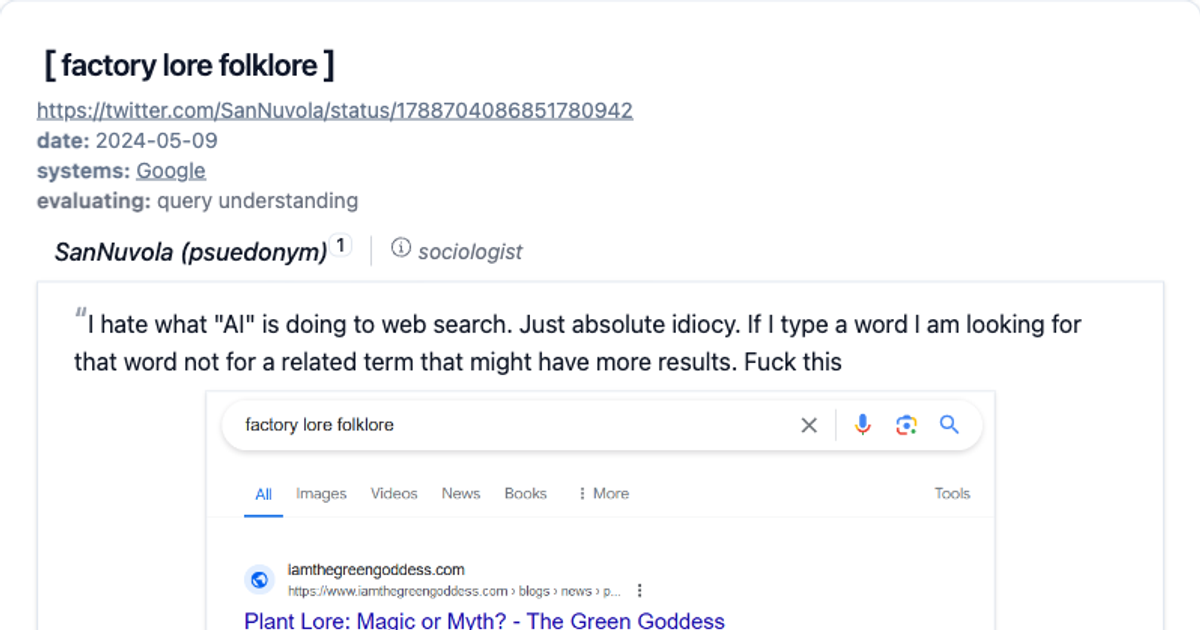 [ factory lore folklore ]
https://twitter.com/SanNuvola/status/1788704086851780942
date: 2024-05-09
systems: Google
evaluating: query understanding
SanNuvola (psuedonym) 1 sociologist
“I hate what "AI" is doing to web search. Just absolute idiocy. If I type a word I am looking for
that word not for a related term that might have more results. Fuck this
factory lore folklore
All Images Videos News Books More Tools
iamthegreengoddess.com
https://www.iamthegreengoddess.com › blogs › news › p...
Plant Lore: Magic or Myth? - The Green Goddess